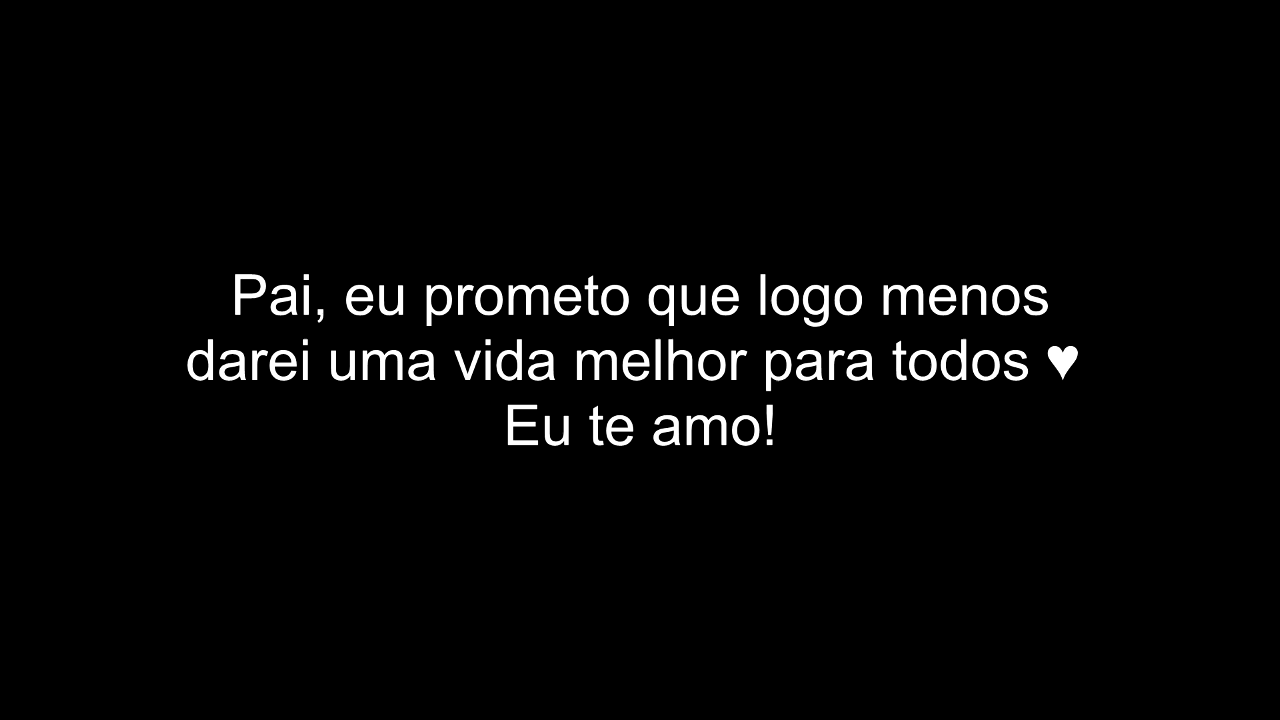 Pai, eu prometo que logo menos
darei uma vida melhor para todos ♥
Eu te amo!